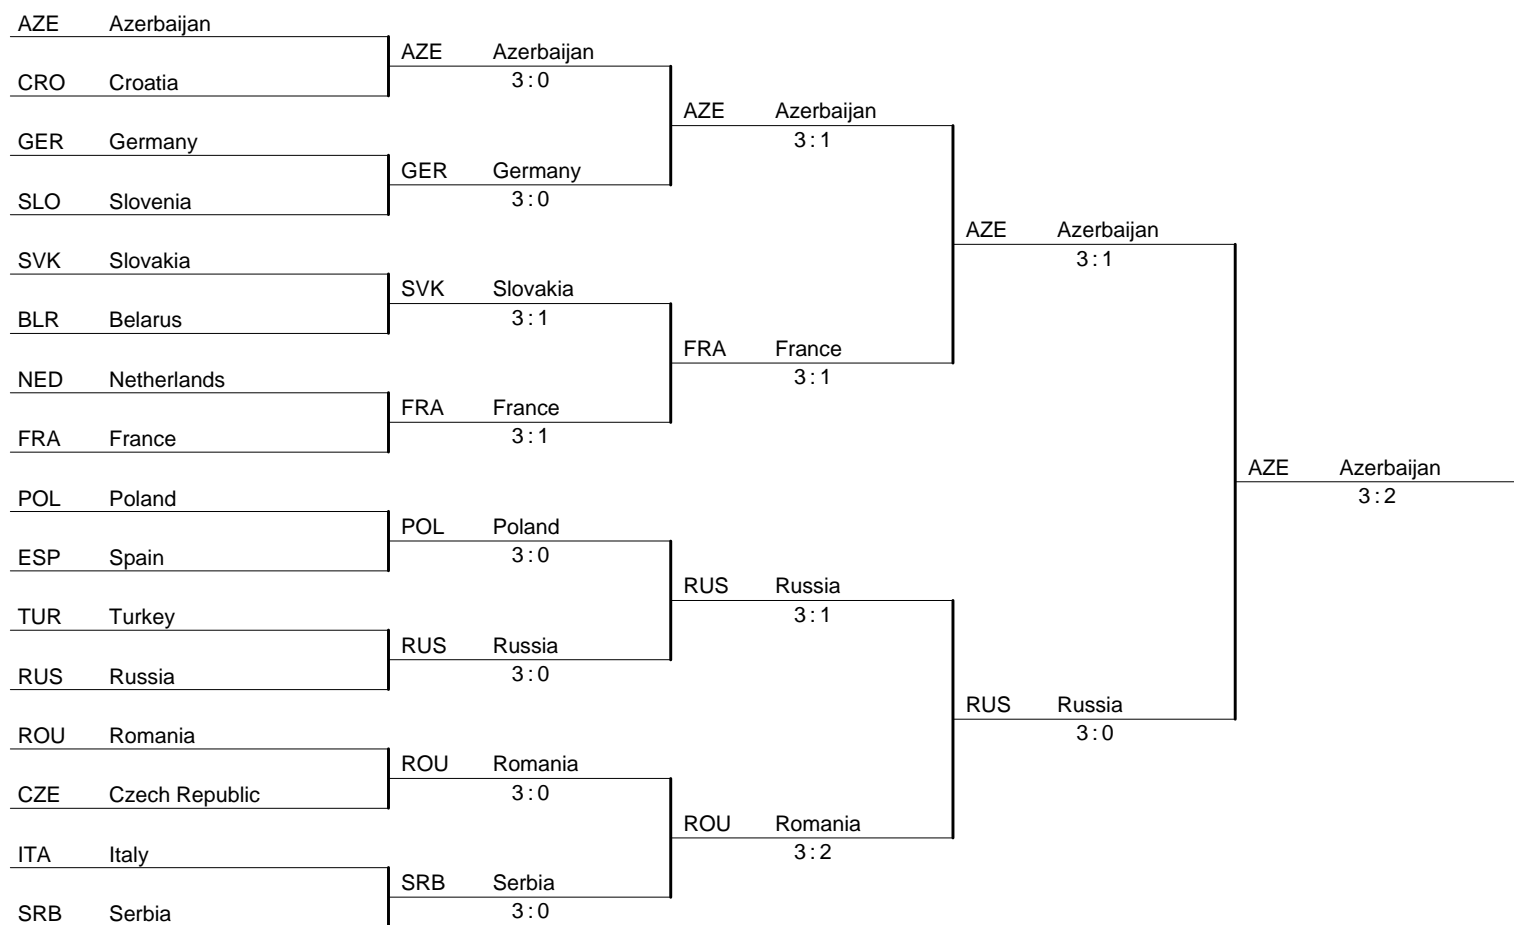 AZE Azerbaijan
CRO Croatia
GER Germany
SLO Slovenia
SVK Slovakia
BLR Belarus
NED Netherlands
FRA France
POL Poland
ESP Spain
TUR Turkey
RUS Russia
ROU Romania
CZE Czech Republic
ITA Italy
SRB Serbia
AZE Azerbaijan
3 : 0
GER Germany
3 : 0
SVK Slovakia
3 : 1
FRA France
3 : 1
POL Poland
3 : 0
RUS Russia
3 : 0
ROU Romania
3 : 0
SRB Serbia
3 : 0
AZE Azerbaijan
3 : 1
FRA France
3 : 1
RUS Russia
3 : 1
ROU Romania
3 : 2
AZE Azerbaijan
3 : 1
RUS Russia
3 : 0
AZE Azerbaijan
3 : 2